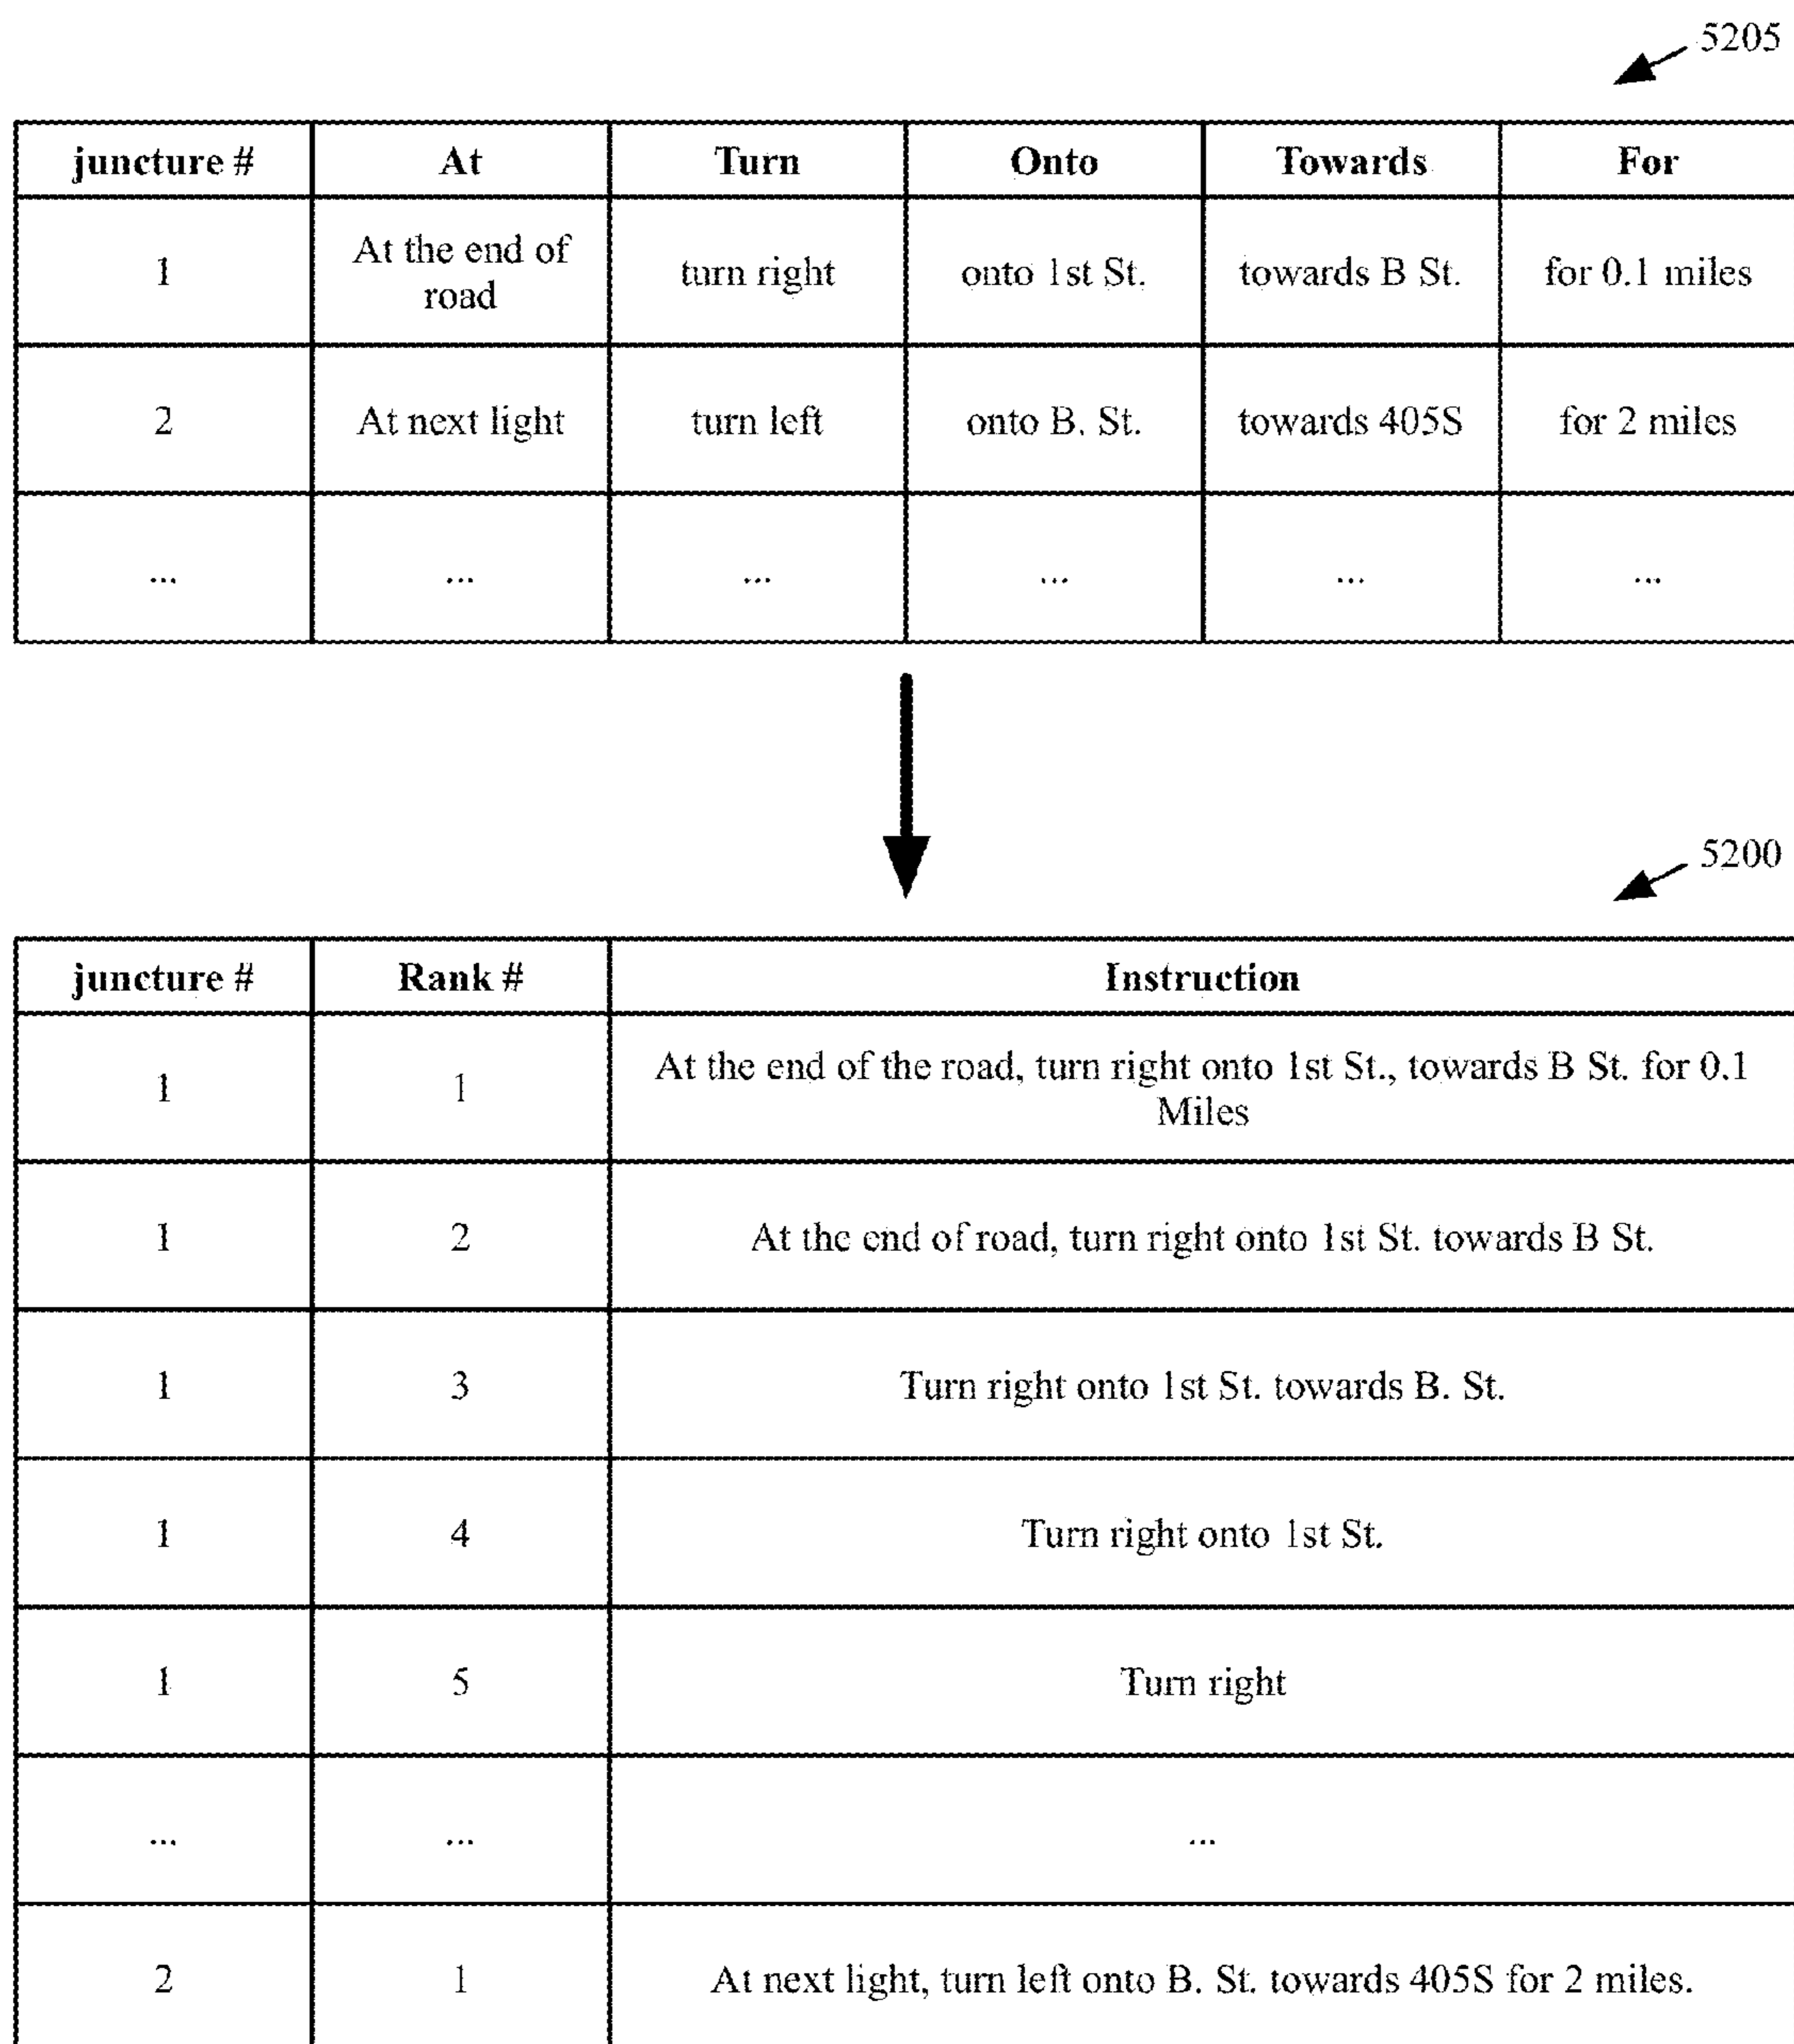 5205
juncture # At Turn Onto Towards For
1 At the end of road turn right onto 1st St. towards B St. for 0.1 miles
2 At next light turn left onto B. St. towards 405S for 2 miles
... ... ... ... ... ...
5200
juncture # Rank # Instruction
1 1 At the end of the road, turn right onto 1st St., towards B St. for 0.1
Miles
1 2 At the end of road, turn right onto 1st St. towards B St.
1 3 Turn right onto 1st St. towards B. St.
1 4 Turn right onto 1st St.
1 5 Turn right
... ... ...
2 1 At next light, turn left onto B. St. towards 405S for 2 miles.